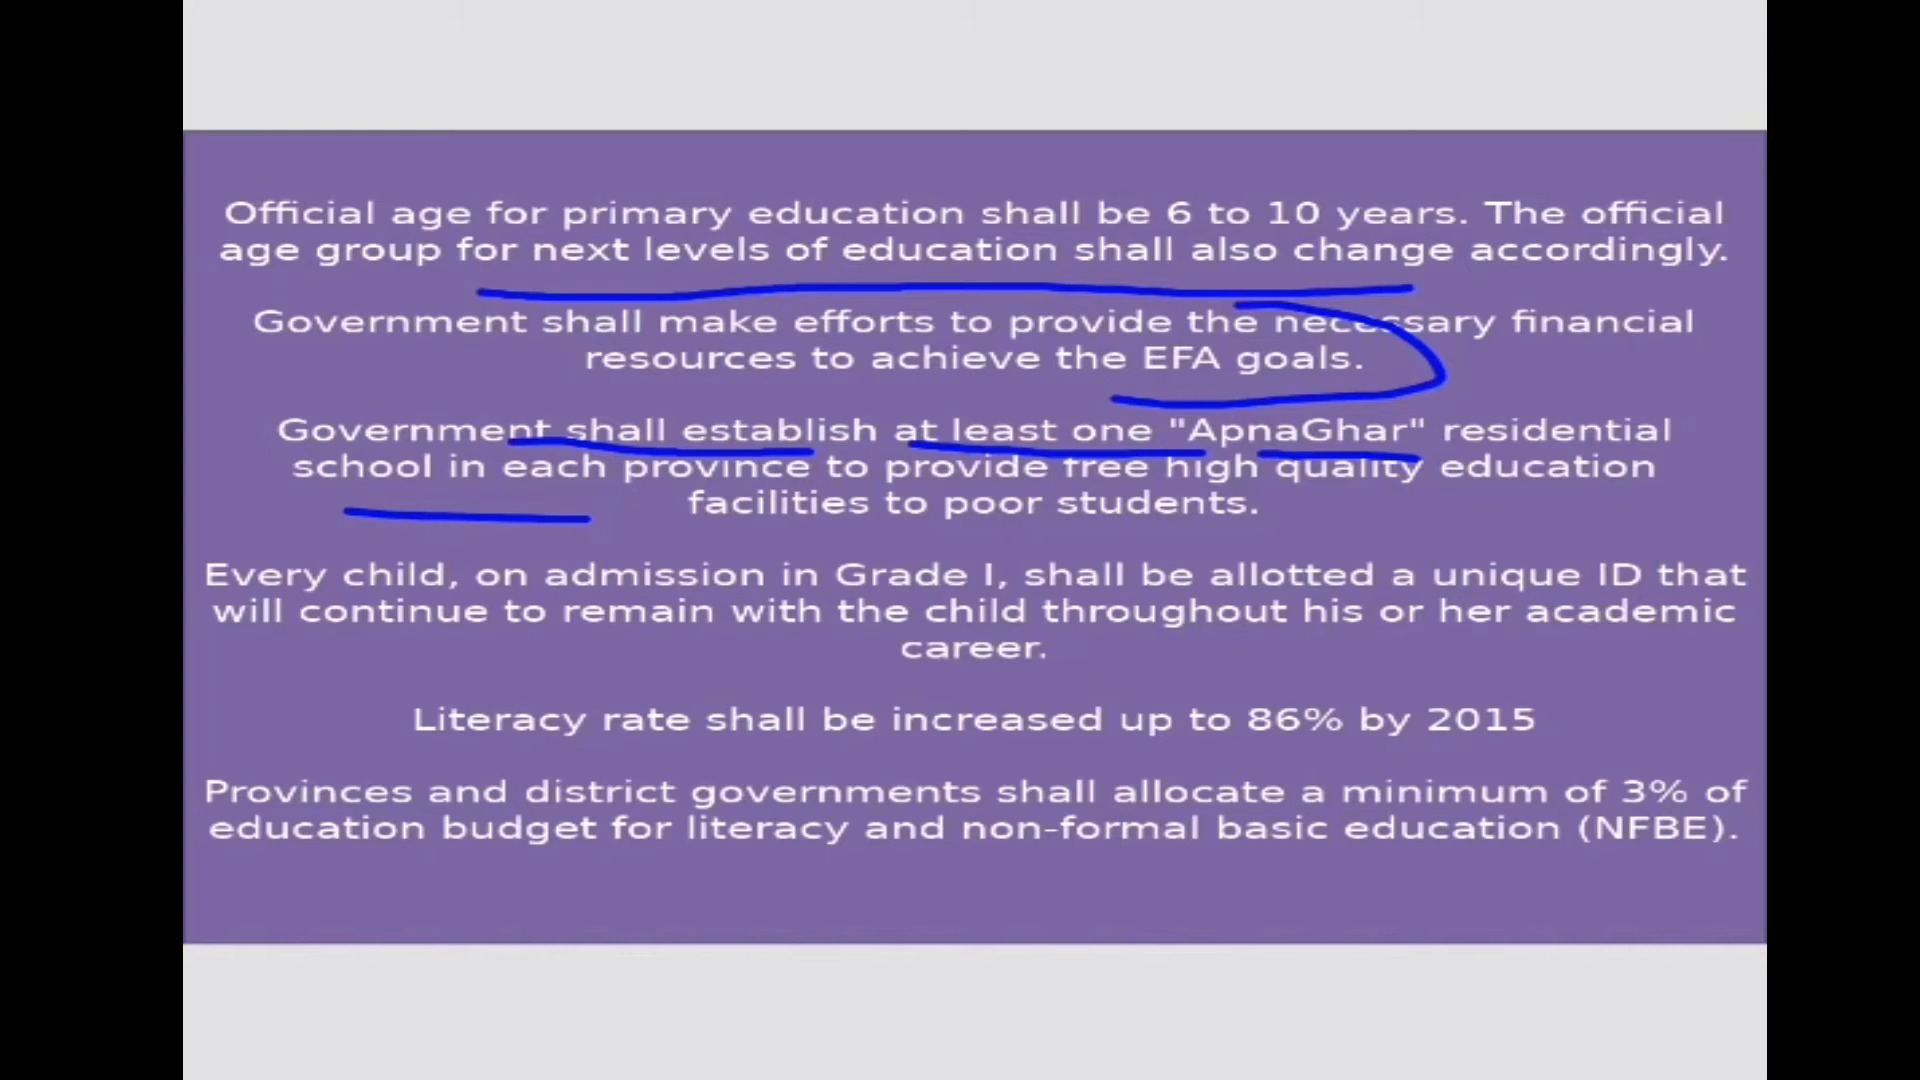 Official age for primary education shall be 6 to 10 years. The official
age group for next levels of education shall also change accordingly.
Government shall make efforts to provide the necessary financial
resources to achieve the EFA goals.
Government shall establish at least one "ApnaGhar" residential
school in each province to provide free high quality education
facilities to poor students.
Every child, on admission in Grade I, shall be allotted a unique ID that
will continue to remain with the child throughout his or her academic
career.
Literacy rate shall be increased up to 86% by 2015
Provinces and district governments shall allocate a minimum of 3% of
education budget for literacy and non-formal basic education (NFBE).